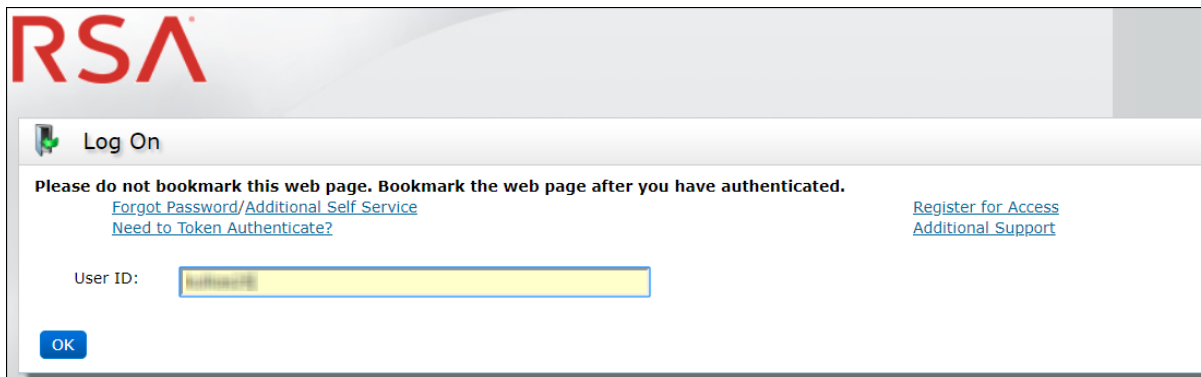 RSA
Log On
Please do not bookmark this web page. Bookmark the web page after you have authenticated.
Forgot Password/Additional Self Service
Register for Access
Need to Token Authenticate?
Additional Support
User ID:
OK